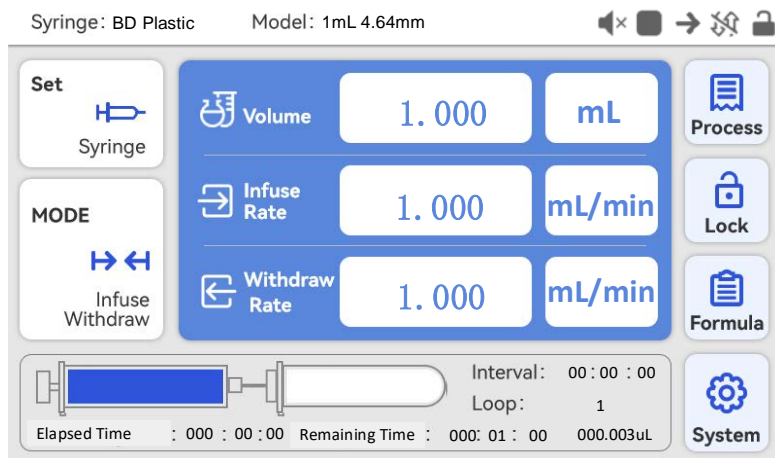 Syringe: BD Plastic Model: 1mL 4.64mm
Set
Syringe
MODE
Infuse
Withdraw
Volume 1.000 mL
Infuse
Rate 1.000 mL/min
Withdraw
Rate 1.000 mL/min
Process
Lock
Formula
System
Interval: 00:00:00
Loop: 1
Elapsed Time : 000 : 00:00 Remaining Time : 000: 01: 00 000.003uL